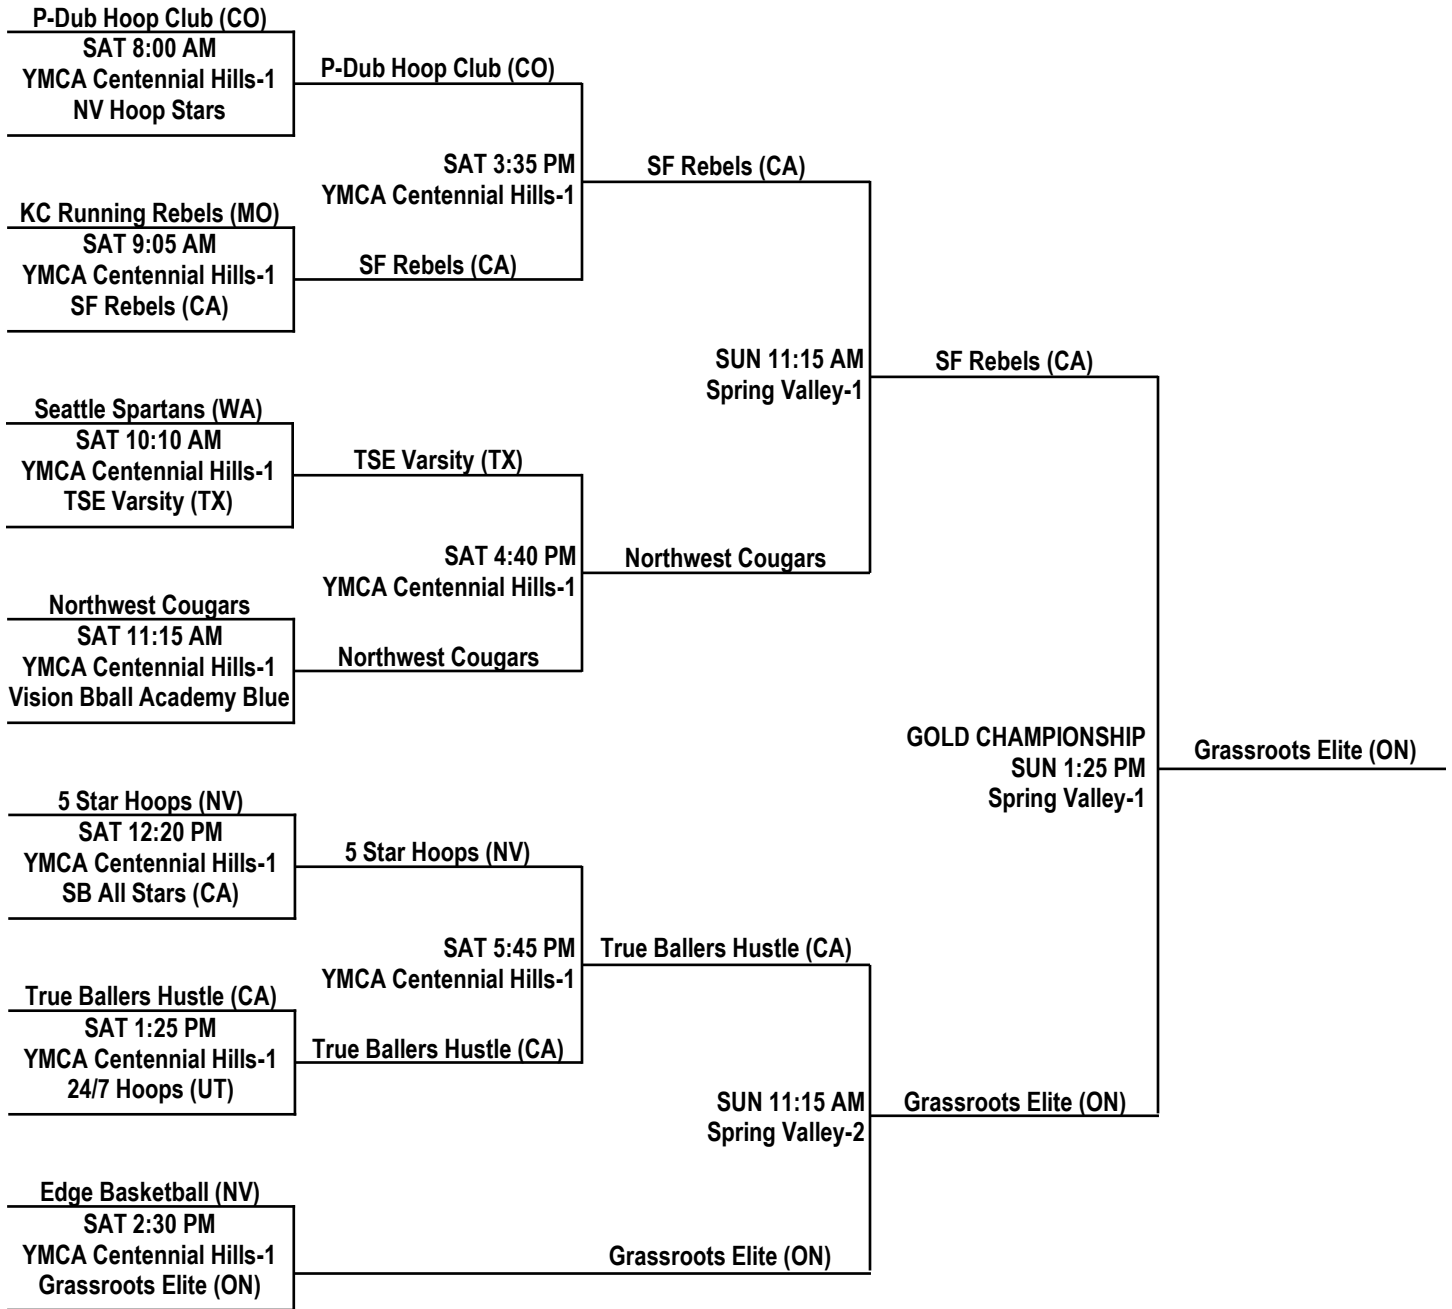 P-Dub Hoop Club (CO)
SAT 8:00 AM
YMCA Centennial Hills-1
NV Hoop Stars
KC Running Rebels (MO)
SAT 9:05 AM
YMCA Centennial Hills-1
SF Rebels (CA)
Seattle Spartans (WA)
SAT 10:10 AM
YMCA Centennial Hills-1
TSE Varsity (TX)
Northwest Cougars
SAT 11:15 AM
YMCA Centennial Hills-1
Vision Bball Academy Blue
5 Star Hoops (NV)
SAT 12:20 PM
YMCA Centennial Hills-1
SB All Stars (CA)
True Ballers Hustle (CA)
SAT 1:25 PM
YMCA Centennial Hills-1
24/7 Hoops (UT)
Edge Basketball (NV)
SAT 2:30 PM
YMCA Centennial Hills-1
Grassroots Elite (ON)
P-Dub Hoop Club (CO)
SAT 3:35 PM
YMCA Centennial Hills-1
SF Rebels (CA)
TSE Varsity (TX)
SAT 4:40 PM
YMCA Centennial Hills-1
Northwest Cougars
5 Star Hoops (NV)
SAT 5:45 PM
YMCA Centennial Hills-1
True Ballers Hustle (CA)
SF Rebels (CA)
SUN 11:15 AM
Spring Valley-1
Northwest Cougars
True Ballers Hustle (CA)
SUN 11:15 AM
Spring Valley-2
Grassroots Elite (ON)
SF Rebels (CA)
GOLD CHAMPIONSHIP
SUN 1:25 PM
Spring Valley-1
Grassroots Elite (ON)
Grassroots Elite (ON)